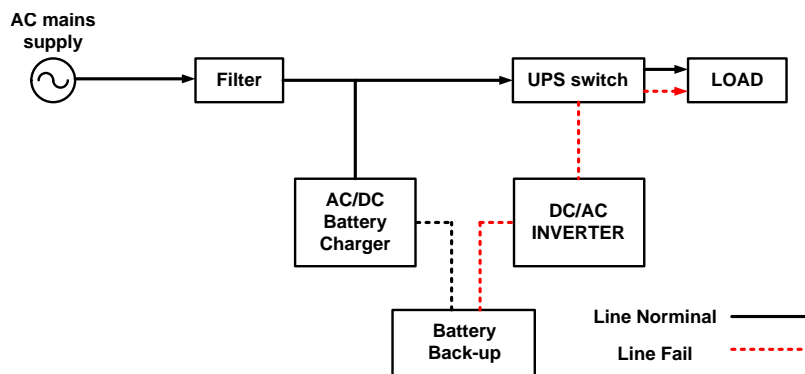 AC mains
supply
Filter
UPS switch
LOAD
AC/DC
Battery
Charger
DC/AC
INVERTER
Battery
Back-up
Line Norminal
Line Fail